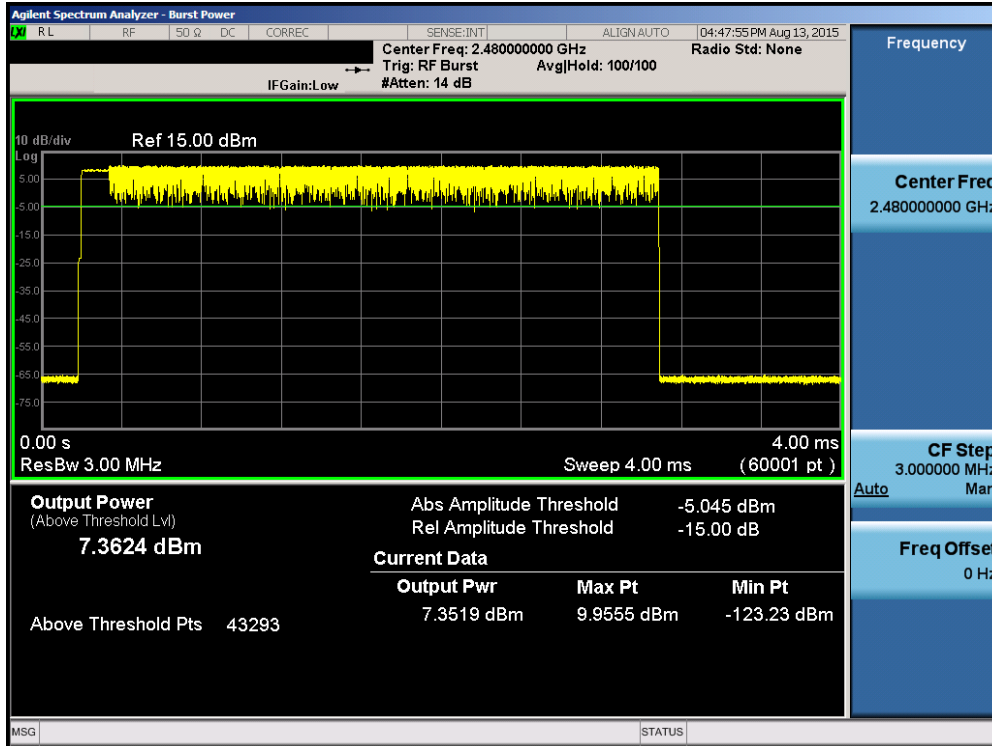 Agilent Spectrum Analyzer - Burst Power
LXI RL RF 50 Ω DC CORREC SENSE:INT ALIGN AUTO 04:47:55 PM Aug 13, 2015
Center Freq: 2.480000000 GHz Radio Std: None
Trig: RF Burst Avg|Hold: 100/100
IFGain:Low #Atten: 14 dB
10 dB/div Ref 15.00 dBm
Log
5.00
-5.00
-15.0
-25.0
-35.0
-45.0
-55.0
-65.0
-75.0
0.00 s 4.00 ms
ResBw 3.00 MHz Sweep 4.00 ms (60001 pt)
Output Power
(Above Threshold Lvl)
7.3624 dBm
Above Threshold Pts 43293
Abs Amplitude Threshold -5.045 dBm
Rel Amplitude Threshold -15.00 dB
Current Data
Output Pwr Max Pt Min Pt
7.3519 dBm 9.9555 dBm -123.23 dBm
Frequency
Center Freq
2.480000000 GHz
CF Step
3.000000 MHz
Auto Man
Freq Offset
0 Hz
MSG STATUS